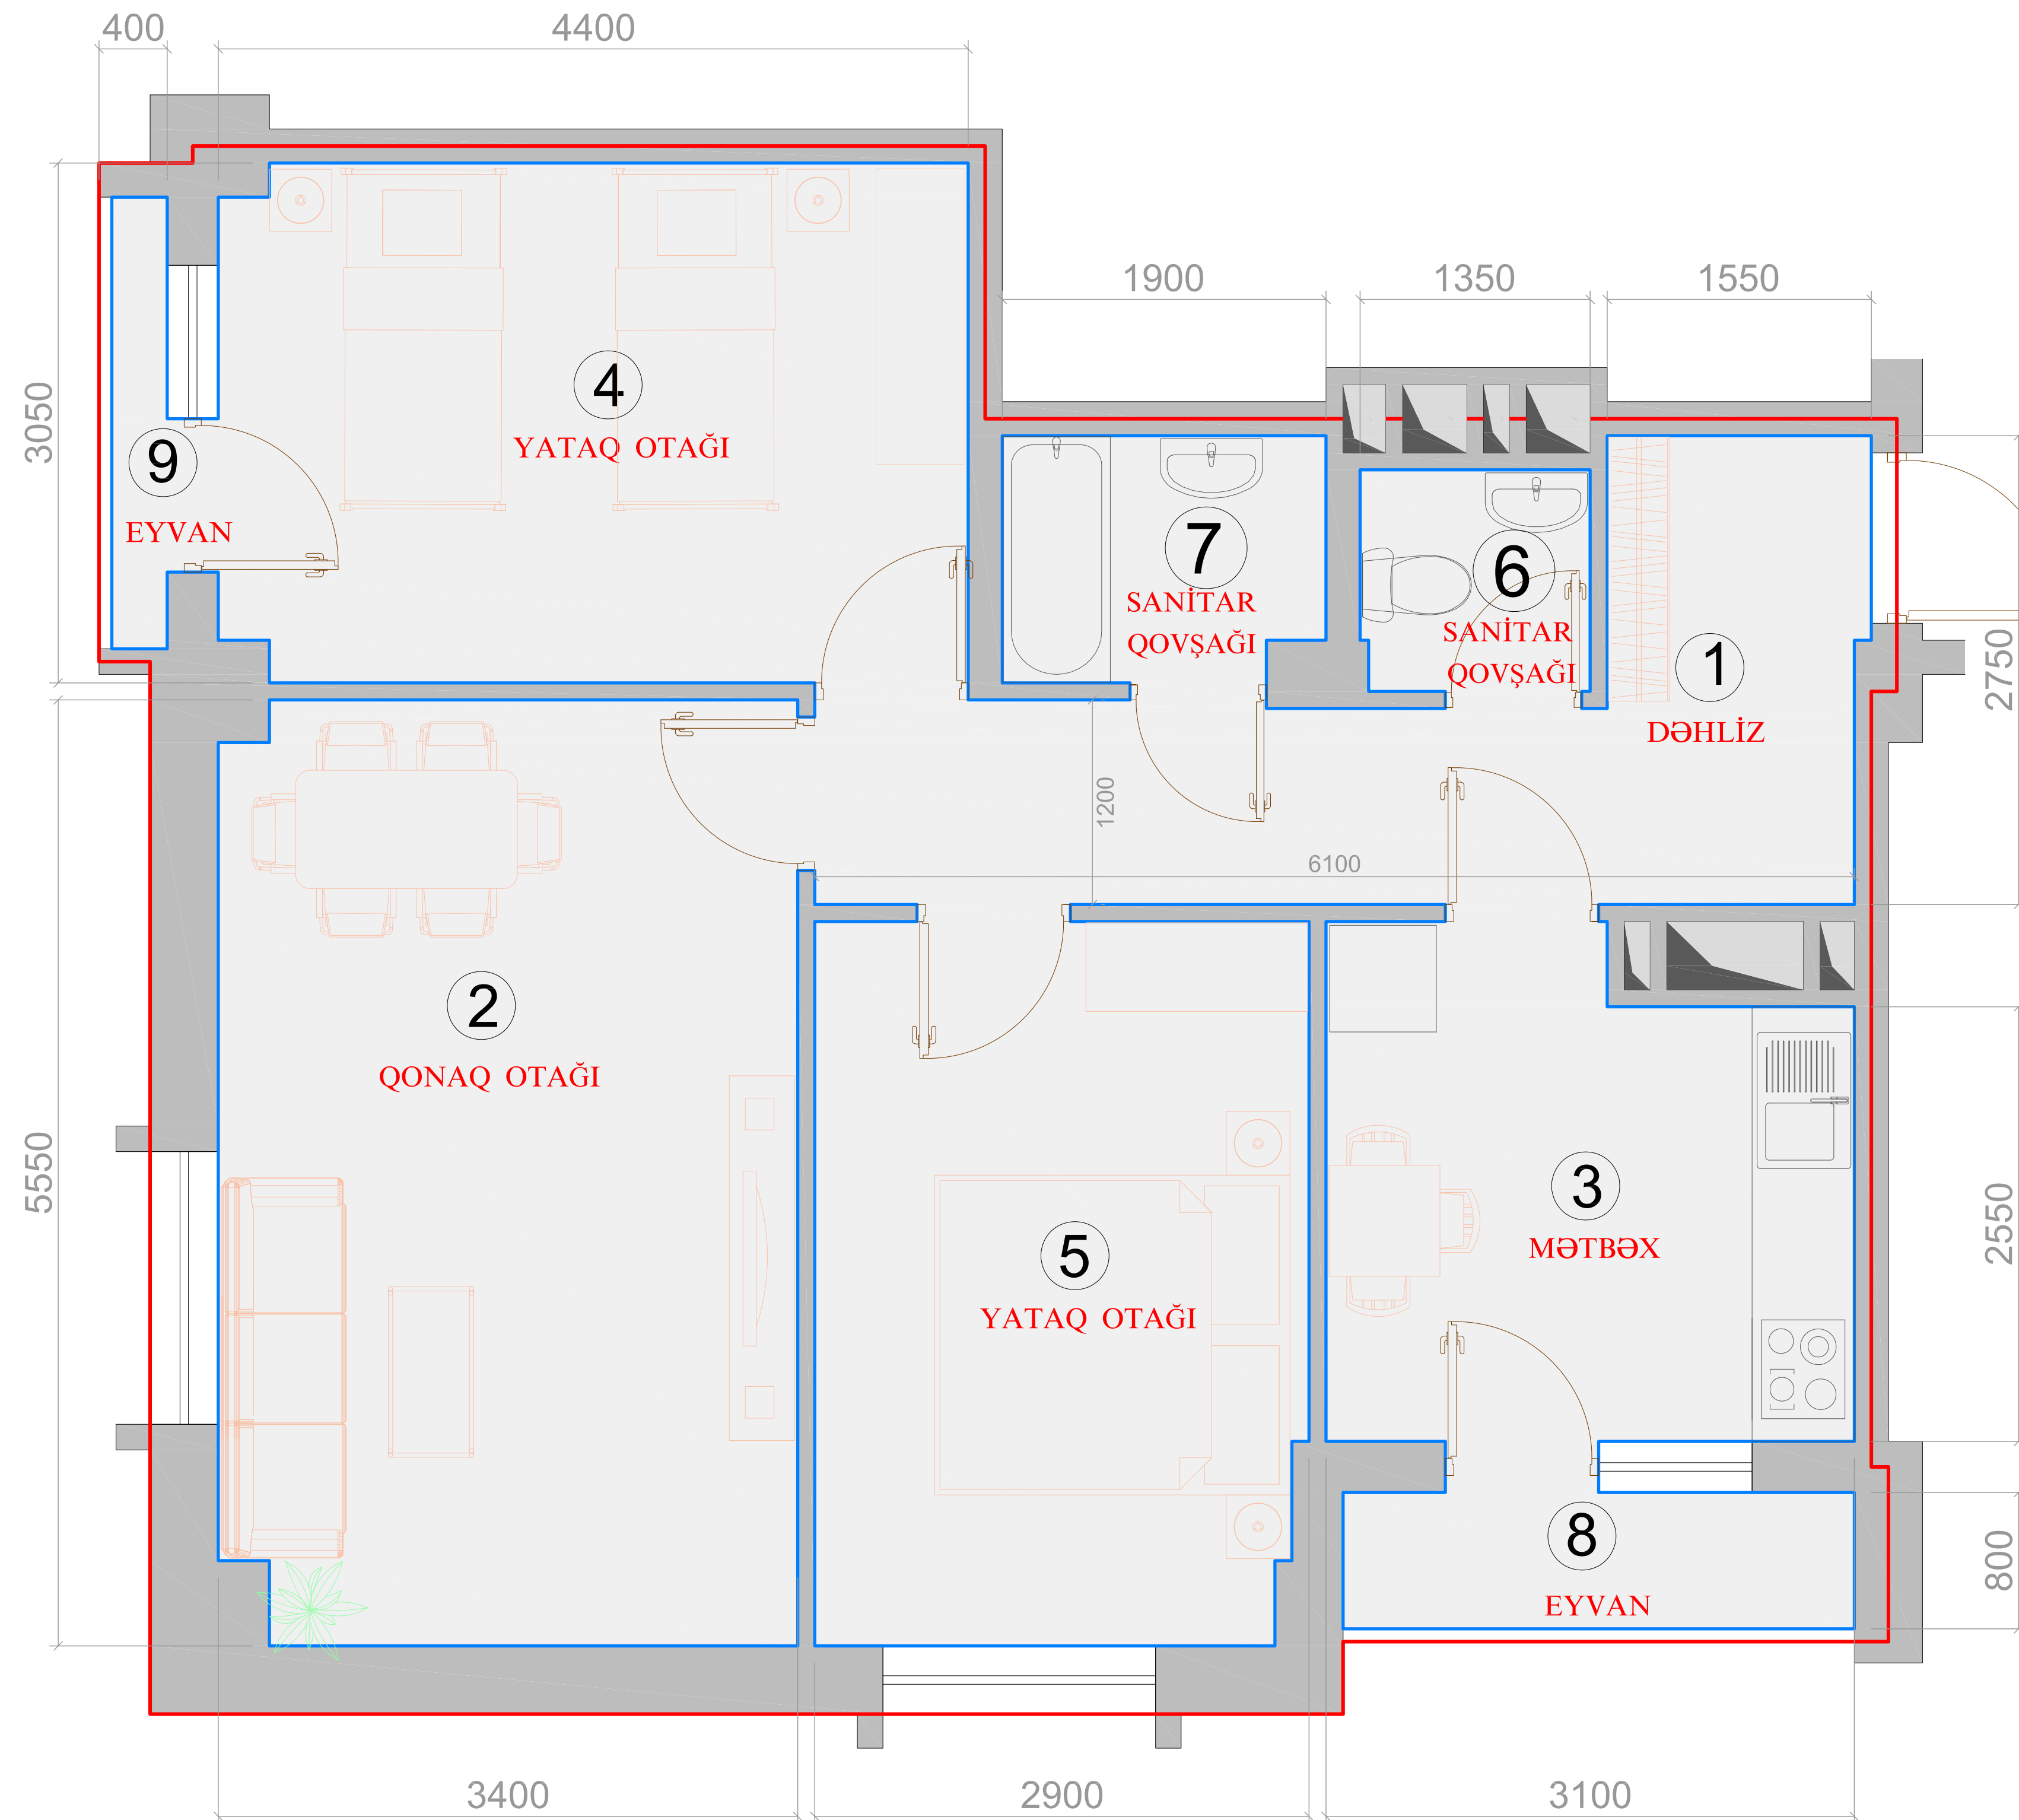 400
4400
1900
1350
1550
3050
4
YATAQ OTAĞI
9
EYVAN
7
SANİTAR
QOVŞAĞI
6
SANİTAR
QOVŞAĞI
1
DƏHLİZ
2750
1200
6100
2
QONAQ OTAĞI
5550
5
YATAQ OTAĞI
3
MƏTBƏX
2550
8
EYVAN
800
3400
2900
3100